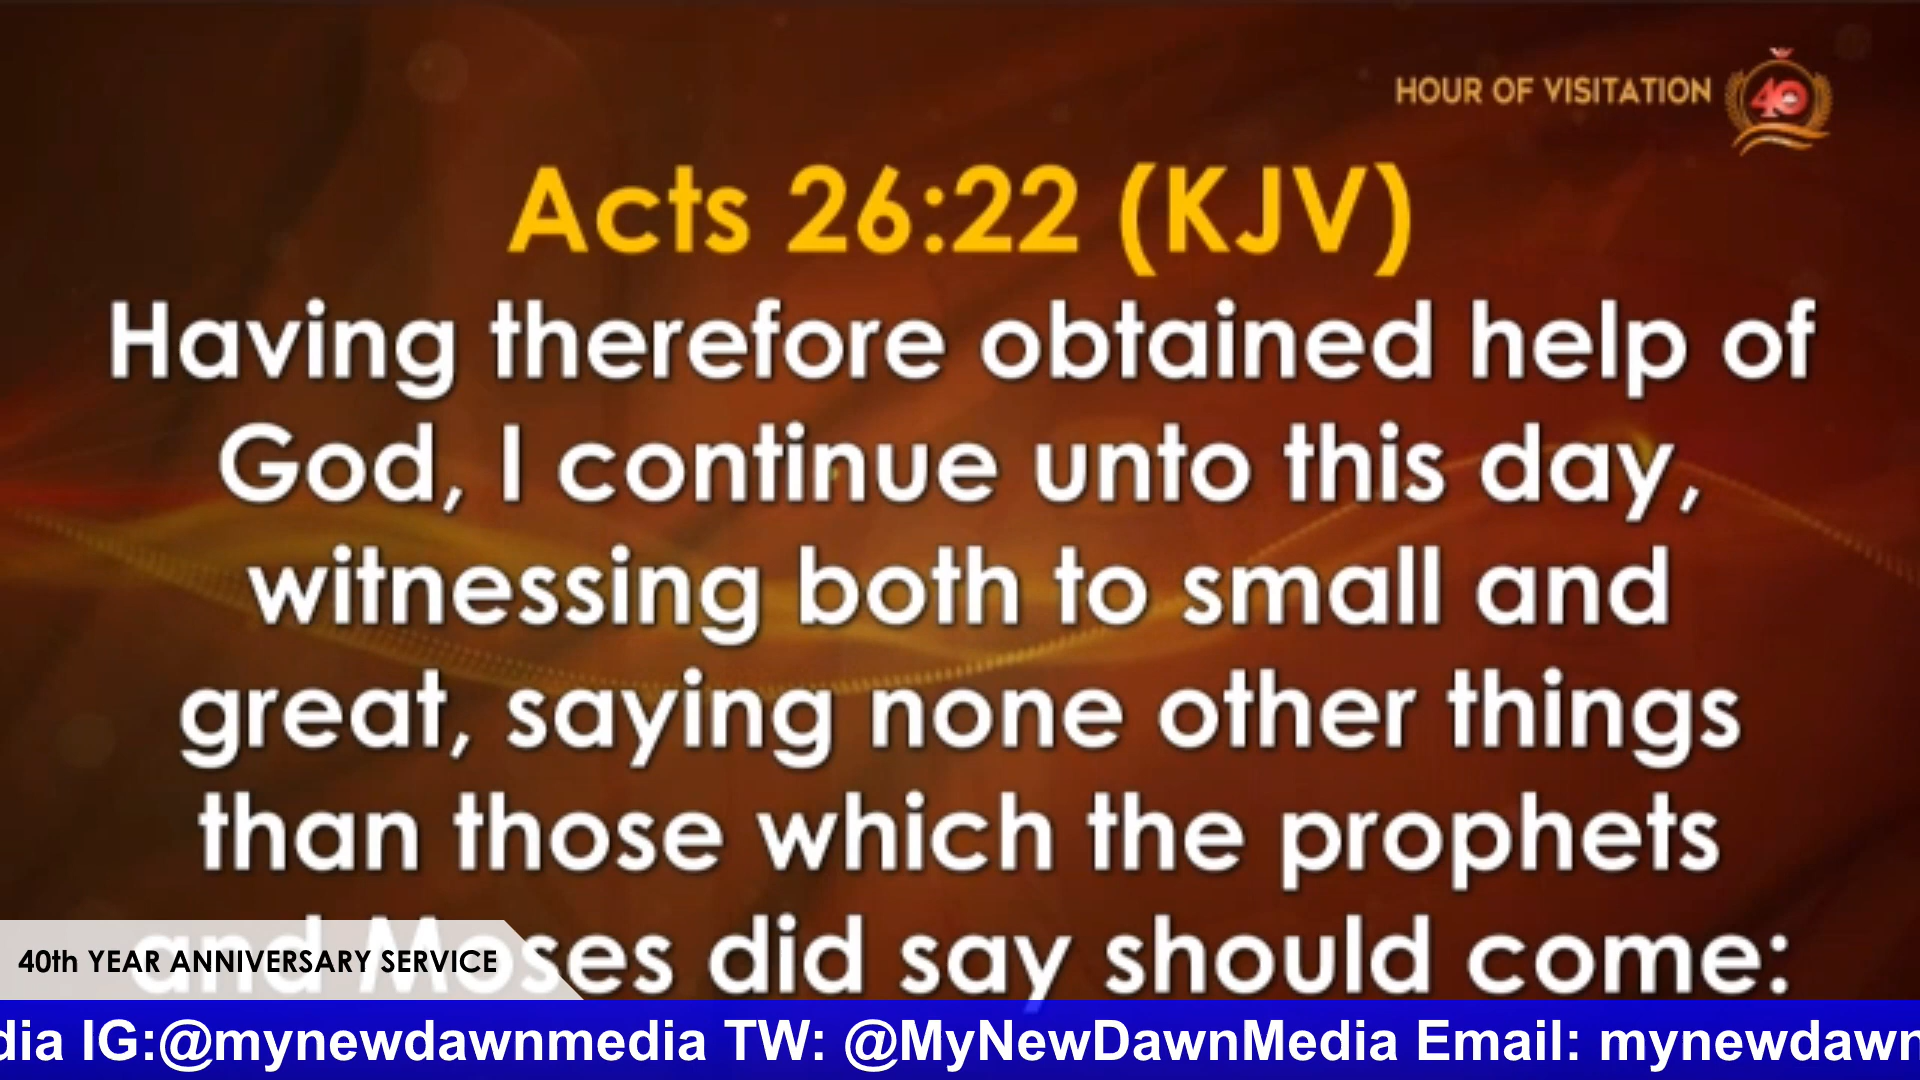 HOUR OF VISITATION
40
Acts 26:22 (KJV)
Having therefore obtained help of
God, I continue unto this day,
witnessing both to small and
great, saying none other things
than those which the prophets
and Moses did say should come:
40th YEAR ANNIVERSARY SERVICE
dia IG:@mynewdawnmedia TW: @MyNewDawnMedia Email: mynewdawn